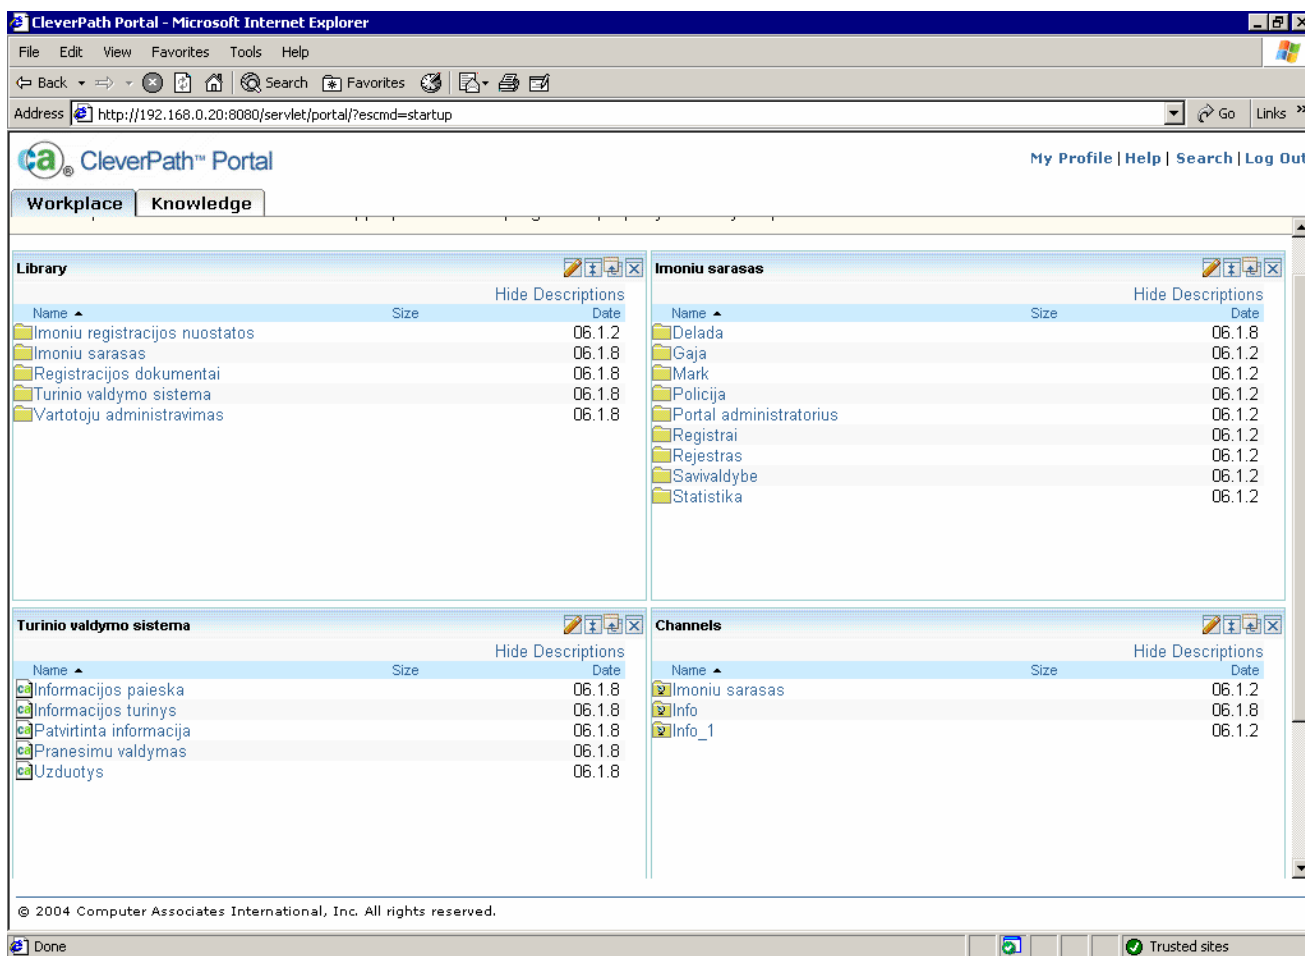 CleverPath Portal - Microsoft Internet Explorer
File Edit View Favorites Tools Help
Back Search Favorites
Address http://192.168.0.20:8080/servlet/portal/?escmd=startup Go Links »
ca® CleverPath™ Portal
My Profile | Help | Search | Log Out
Workplace Knowledge
Library
Hide Descriptions
Name Size Date
Imoniu registracijos nuostatos 06.1.2
Imoniu sarasas 06.1.8
Registracijos dokumentai 06.1.8
Turinio valdymo sistema 06.1.8
Vartotoju administravimas 06.1.8
Imoniu sarasas
Hide Descriptions
Name Size Date
Delada 06.1.8
Gaja 06.1.2
Mark 06.1.2
Policija 06.1.2
Portal administratorius 06.1.2
Registrai 06.1.2
Rejestras 06.1.2
Savivaldybe 06.1.2
Statistika 06.1.2
Turinio valdymo sistema
Hide Descriptions
Name Size Date
Informacijos paieska 06.1.8
Informacijos turinys 06.1.8
Patvirtinta informacija 06.1.8
Pranesimu valdymas 06.1.8
Uzduotys 06.1.8
Channels
Hide Descriptions
Name Size Date
Imoniu sarasas 06.1.2
Info 06.1.8
Info_1 06.1.2
© 2004 Computer Associates International, Inc. All rights reserved.
Done Trusted sites